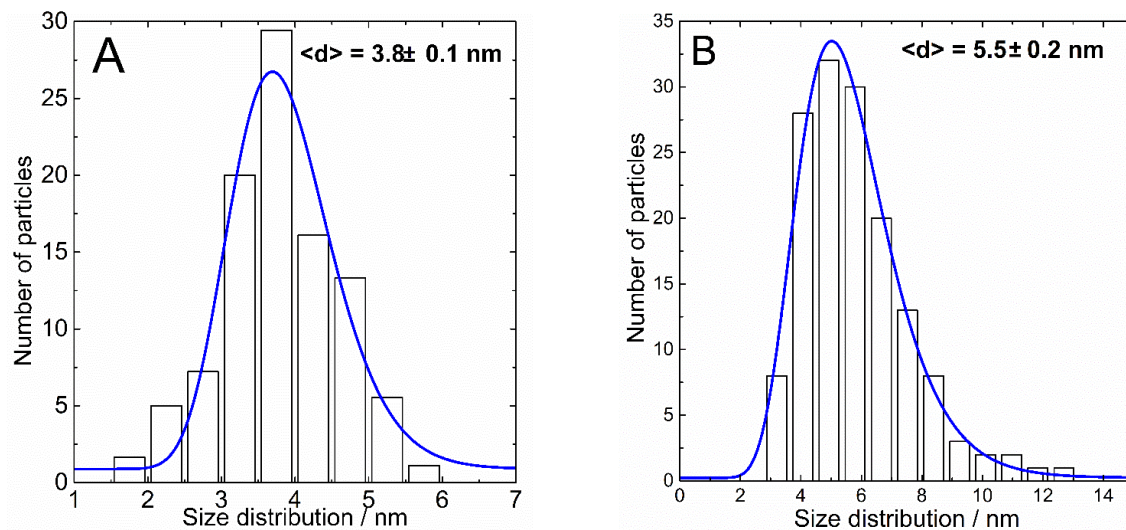 A
<d> = 3.8± 0.1 nm
Number of particles
30
25
20
15
10
5
0
1 2 3 4 5 6 7
Size distribution / nm
B
<d> = 5.5± 0.2 nm
Number of particles
35
30
25
20
15
10
5
0
0 2 4 6 8 10 12 14
Size distribution / nm